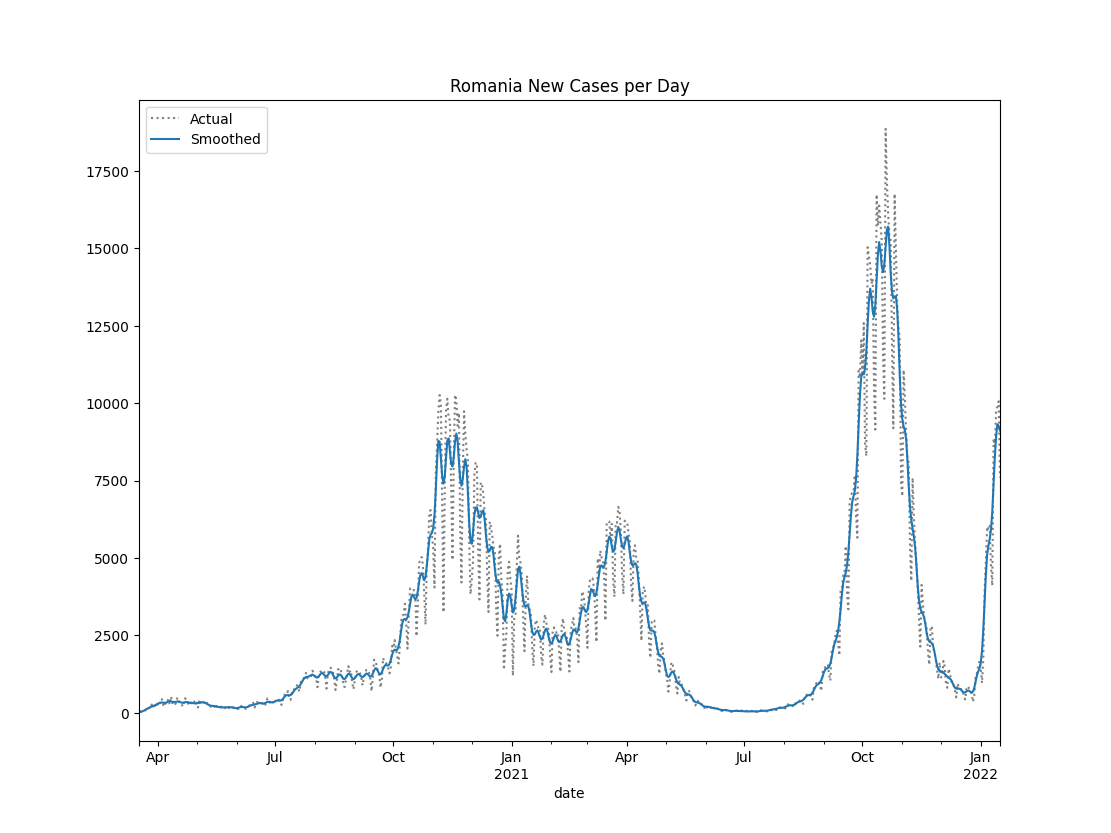 Romania New Cases per Day
Actual
Smoothed
17500
15000
12500
10000
7500
5000
2500
0
Apr Jul Oct Jan Apr Jul Oct Jan
2021 2022
date